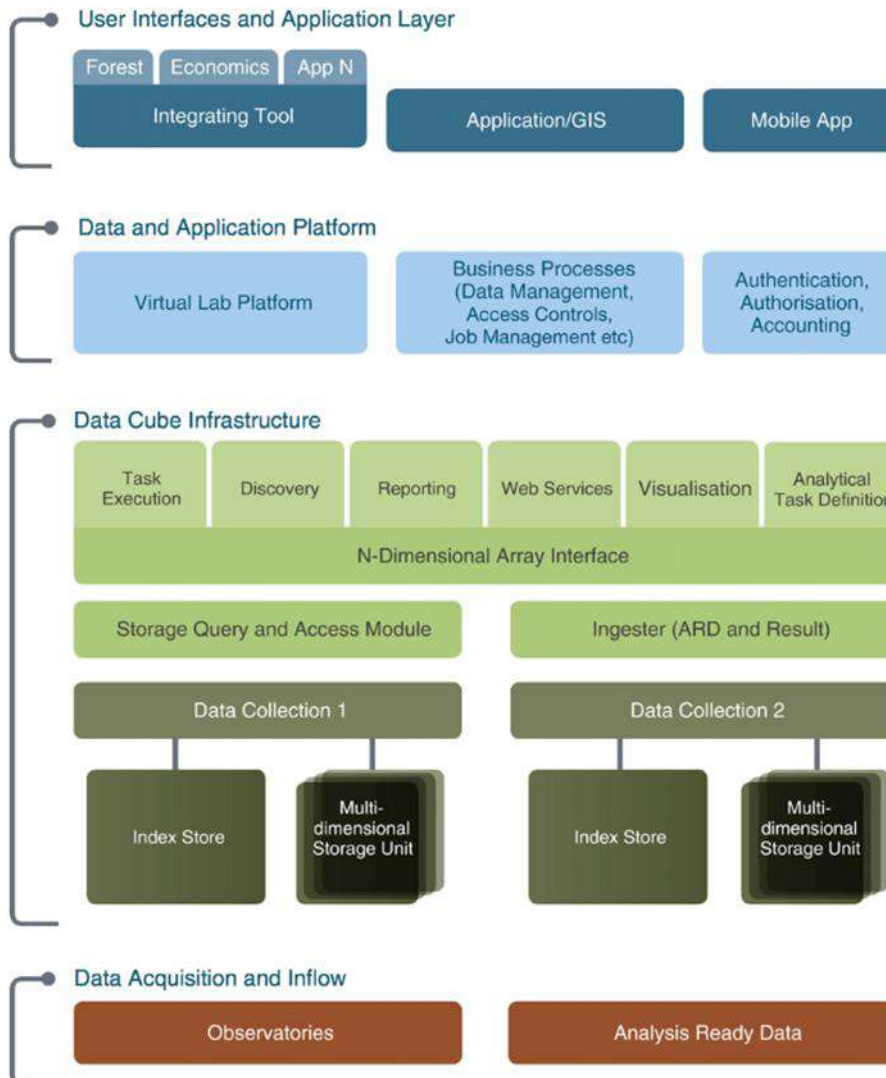 User Interfaces and Application Layer
Forest
Economics
App N
Integrating Tool
Application/GIS
Mobile App
Data and Application Platform
Virtual Lab Platform
Business Processes
(Data Management,
Access Controls,
Job Management etc)
Authentication,
Authorisation,
Accounting
Data Cube Infrastructure
Task
Execution
Discovery
Reporting
Web Services
Visualisation
Analytical
Task Definition
N-Dimensional Array Interface
Storage Query and Access Module
Ingester (ARD and Result)
Data Collection 1
Data Collection 2
Index Store
Multi-
dimensional
Storage Unit
Index Store
Multi-
dimensional
Storage Unit
Data Acquisition and Inflow
Observatories
Analysis Ready Data